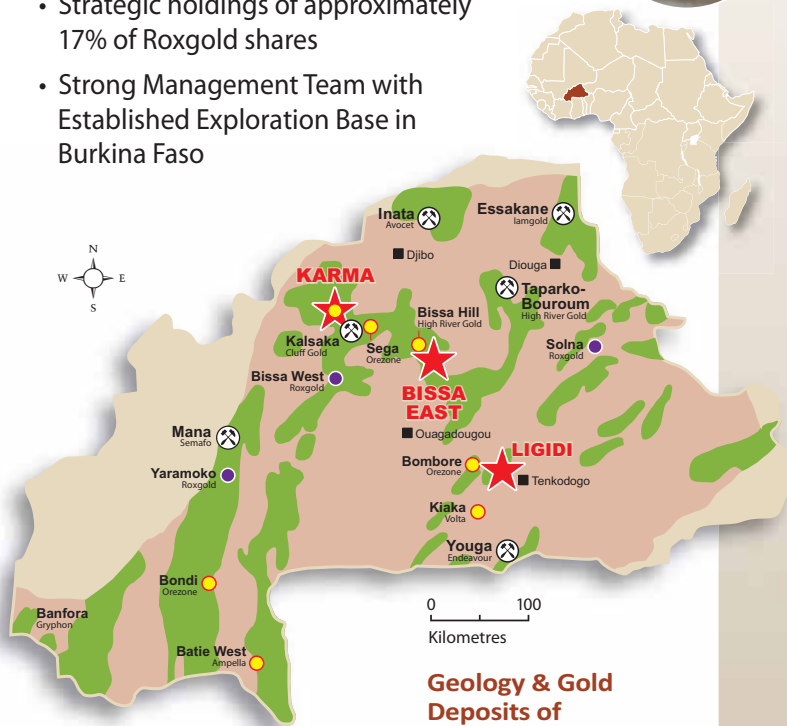 • Strategic holdings of approximately
17% of Roxgold shares
• Strong Management Team with
Established Exploration Base in
Burkina Faso
N
W E
S
Inata
Avocet
Essakane
Iamgold
Djibo
Diouga
KARMA
Taparko-
Bouroum
High River Gold
Bissa Hill
High River Gold
Kalsaka
Cluff Gold
Sega
Orezone
Solna
Roxgold
Bissa West
Roxgold
BISSA
EAST
Mana
Semafo
Ouagadougou
LIGIDI
Bombore
Orezone
Yaramoko
Roxgold
Tenkodogo
Kiaka
Volta
Youga
Endeavour
Bondi
Orezone
Banfora
Gryphon
0 100
Kilometres
Batie West
Ampella
Geology & Gold
Deposits of